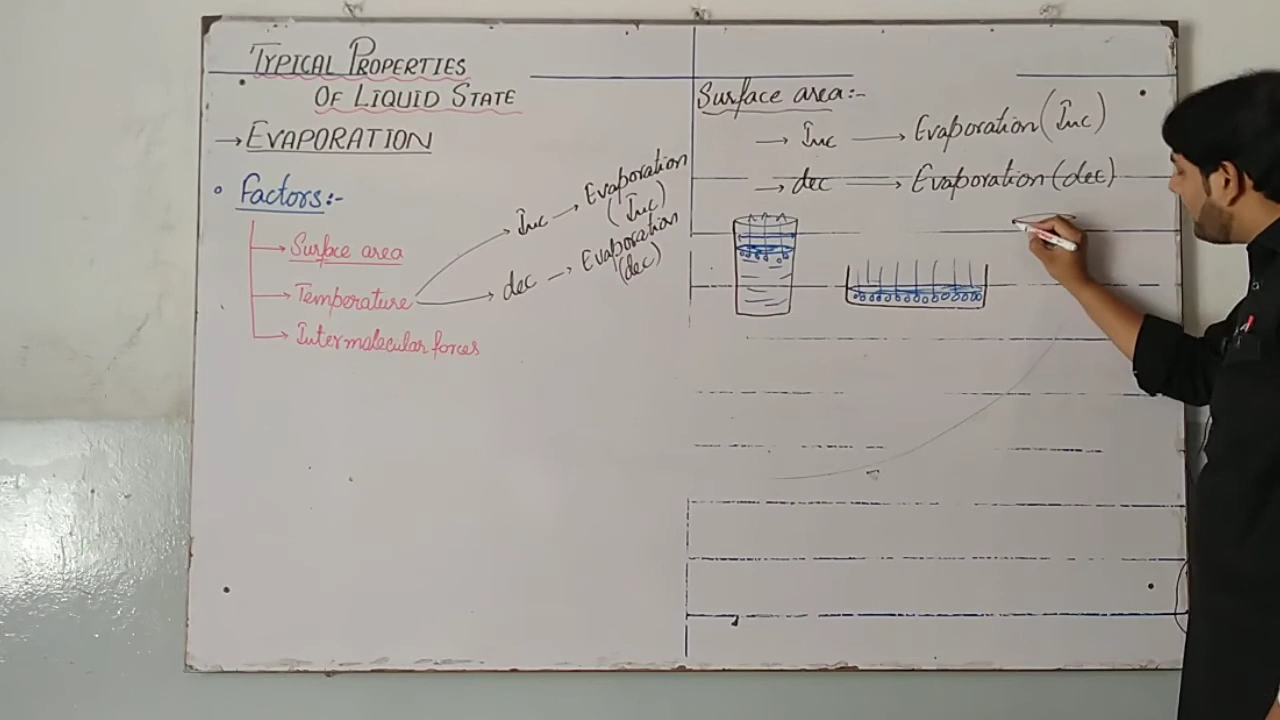 TYPICAL PROPERTIES
OF LIQUID STATE
→ EVAPORATION
• Factors:-
→ Surface area
→ Temperature
→ Intermolecular forces
Inc → Evaporation
(Inc)
dec → Evaporation
(dec)
Surface area:-
→ Inc → Evaporation (Inc)
→ dec → Evaporation (dec)